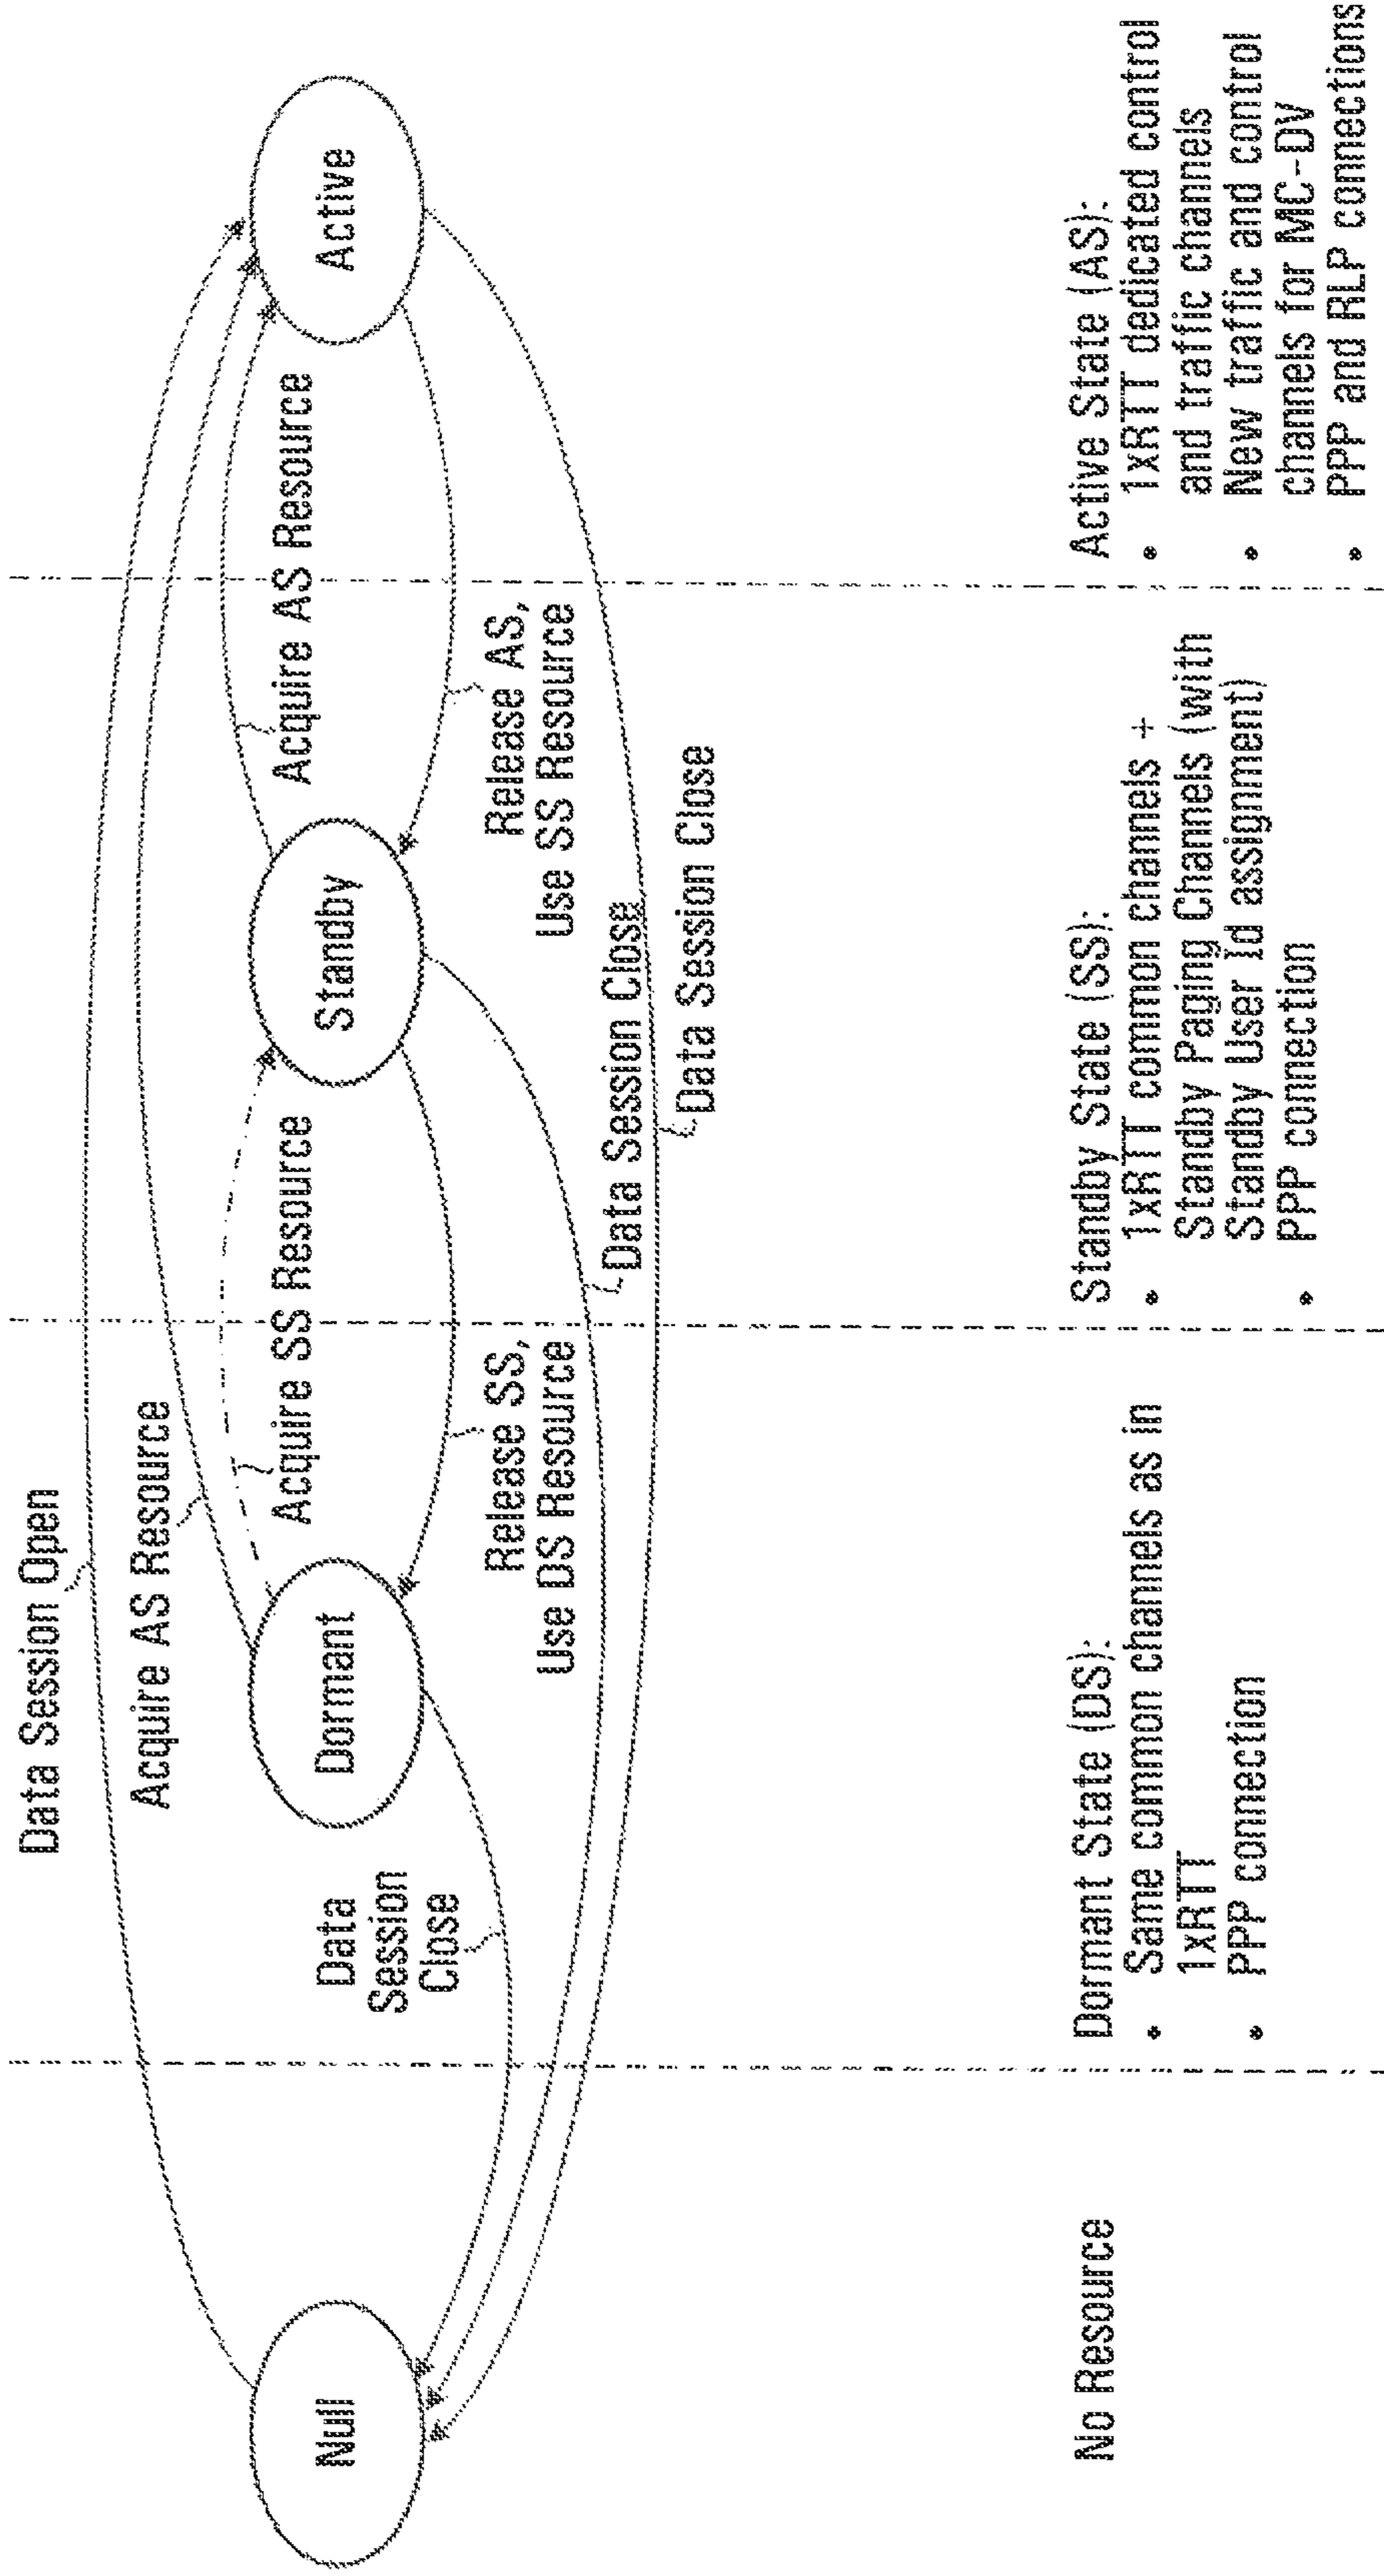 Data Session Open
Acquire AS Resource
Acquire SS Resource
Acquire AS Resource
Null
Dormant
Standby
Active
Data
Session
Close
Release SS,
Use DS Resource
Release AS,
Use SS Resource
Data Session Close
Data Session Close
No Resource
Dormant State (DS):
• Same common channels as in
1xRTT
• PPP connection
Standby State (SS):
• 1xRTT common channels +
Standby Paging Channels (with
Standby User Id assignment)
• PPP connection
Active State (AS):
• 1xRTT dedicated control
and traffic channels
• New traffic and control
channels for MC-DV
• PPP and RLP connections